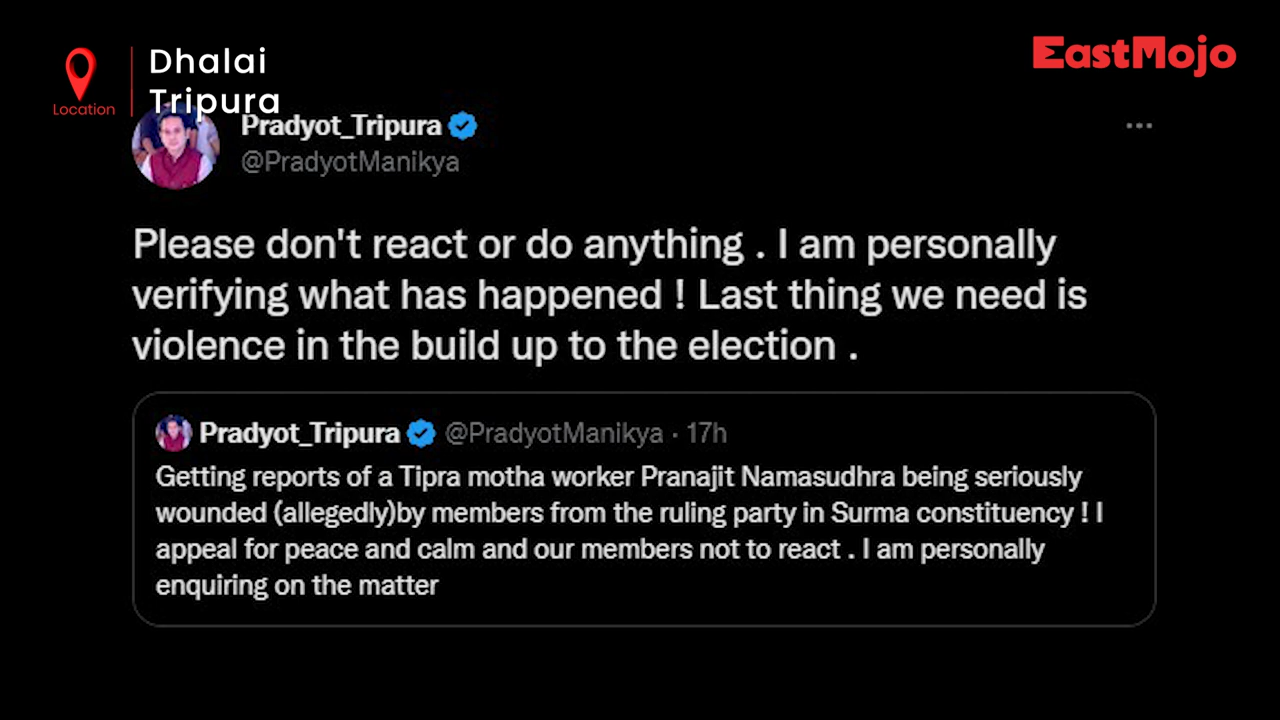 Dhalai
Tripura
Location
EastMojo
Pradyot_Tripura
@PradyotManikya
Please don't react or do anything . I am personally
verifying what has happened ! Last thing we need is
violence in the build up to the election .
Pradyot_Tripura @PradyotManikya · 17h
Getting reports of a Tipra motha worker Pranajit Namasudhra being seriously
wounded (allegedly)by members from the ruling party in Surma constituency ! I
appeal for peace and calm and our members not to react . I am personally
enquiring on the matter